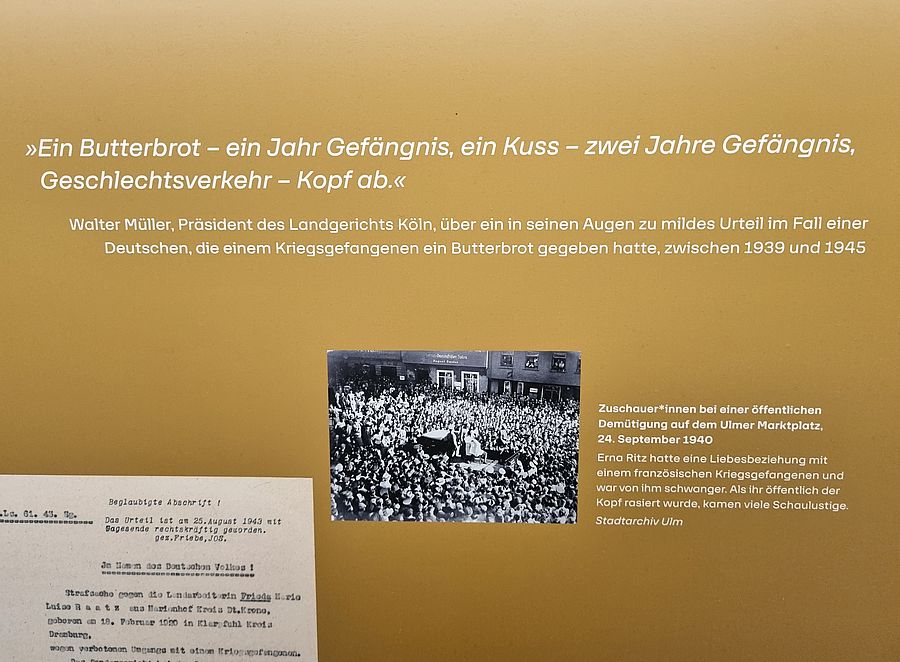 »Ein Butterbrot – ein Jahr Gefängnis, ein Kuss – zwei Jahre Gefängnis,
Geschlechtsverkehr – Kopf ab.«
Walter Müller, Präsident des Landgerichts Köln, über ein in seinen Augen zu mildes Urteil im Fall einer
Deutschen, die einem Kriegsgefangenen ein Butterbrot gegeben hatte, zwischen 1939 und 1945
Zuschauer*innen bei einer öffentlichen
Demütigung auf dem Ulmer Marktplatz,
24. September 1940
Erna Ritz hatte eine Liebesbeziehung mit
einem französischen Kriegsgefangenen und
war von ihm schwanger. Als ihr öffentlich der
Kopf rasiert wurde, kamen viele Schaulustige.
Stadtarchiv Ulm
Beglaubigte Abschrift !
61. 43. Ug.
Das Urteil ist am 25.August 1943 mit
Tagesende rechtskräftig geworden.
gez.Friebe,JOS.
Im Namen des Deutschen Volkes !
Strafsache gegen die Landarbeiterin Frieda Marie
Luise R a a t z aus Marienhof Kreis Dt.Krone,
geboren am 18. Februar 1920 in Klarpfuhl Kreis
Dramburg,
wegen verbotenen Umgangs mit einem Kriegsgefangenen.